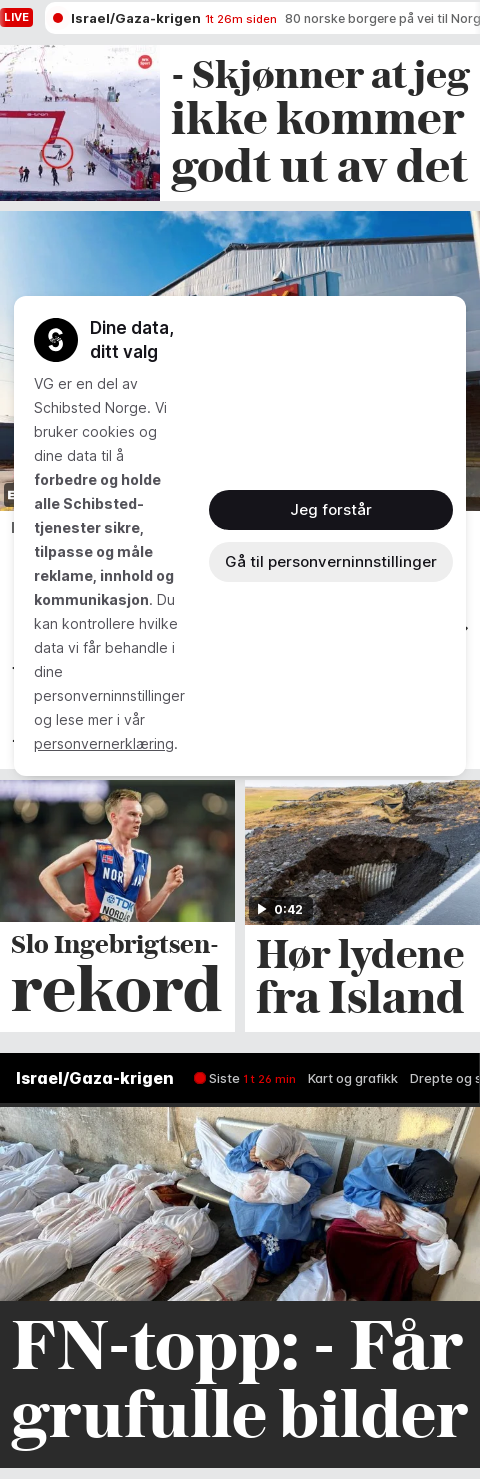 LIVE
Israel/Gaza-krigen 1t 26m siden 80 norske borgere på vei til Norg
- Skjønner at jeg
ikke kommer
godt ut av det
Dine data,
ditt valg
VG er en del av
Schibsted Norge. Vi
bruker cookies og
dine data til å
forbedre og holde
alle Schibsted-
tjenester sikre,
tilpasse og måle
reklame, innhold og
kommunikasjon. Du
kan kontrollere hvilke
data vi får behandle i
dine
personverninnstillinger
og lese mer i vår
personvernerklæring.
Jeg forstår
Gå til personverninnstillinger
Slo Ingebrigtsen-
rekord
0:42
Hør lydene
fra Island
Israel/Gaza-krigen Siste 1 t 26 min Kart og grafikk Drepte og s
FN-topp: - Får
grufulle bilder